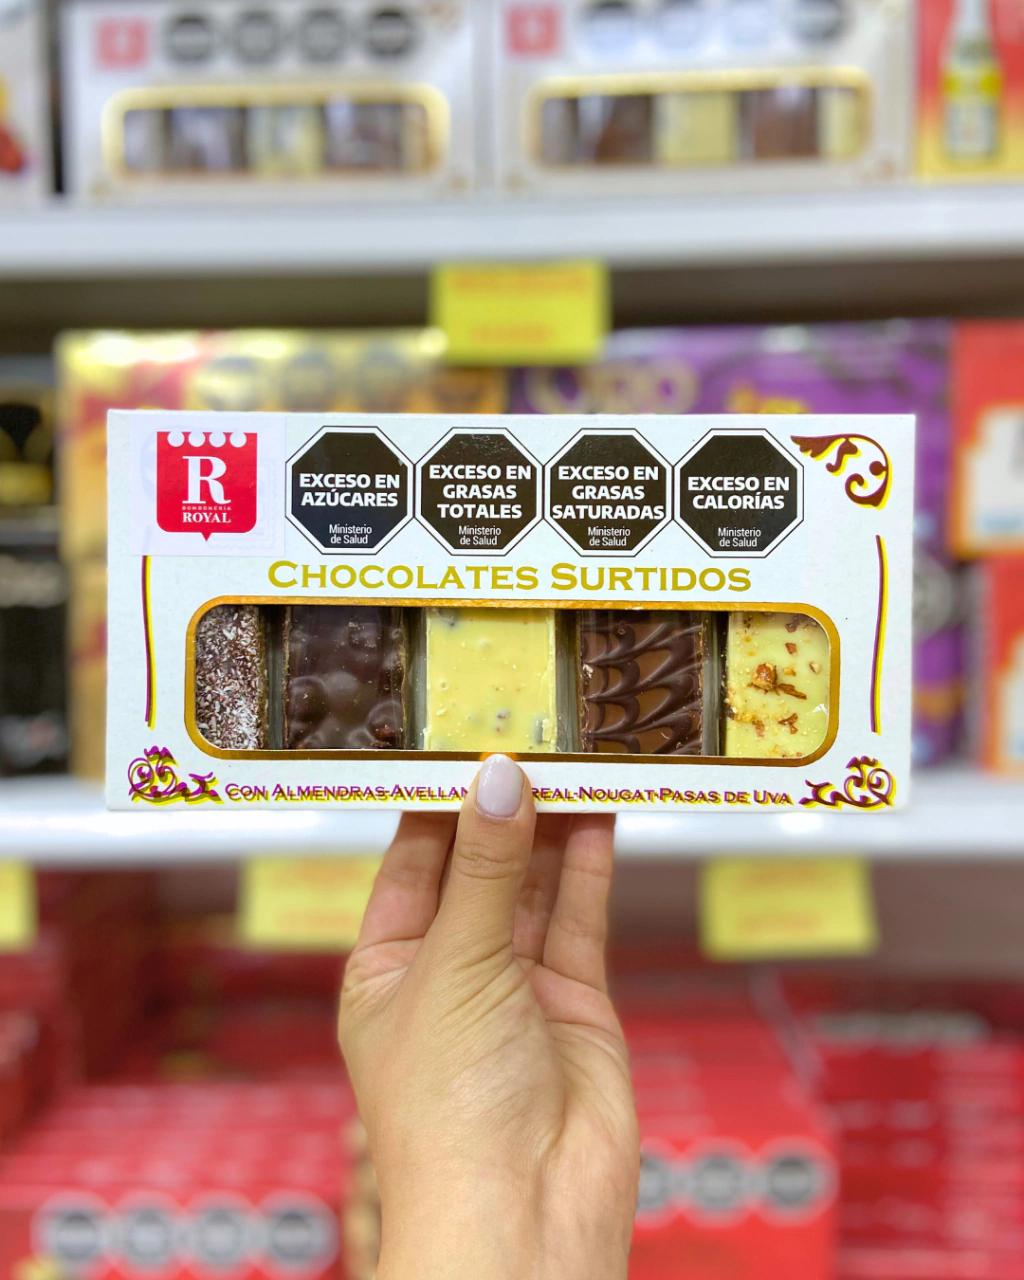 R
BOMBONERIA
ROYAL
EXCESO EN
AZÚCARES
Ministerio
de Salud
EXCESO EN
GRASAS
TOTALES
Ministerio
de Salud
EXCESO EN
GRASAS
SATURADAS
Ministerio
de Salud
EXCESO EN
CALORÍAS
Ministerio
de Salud
CHOCOLATES SURTIDOS
CON ALMENDRAS-AVELLAN REAL-NOUGAT-PASAS DE UVA